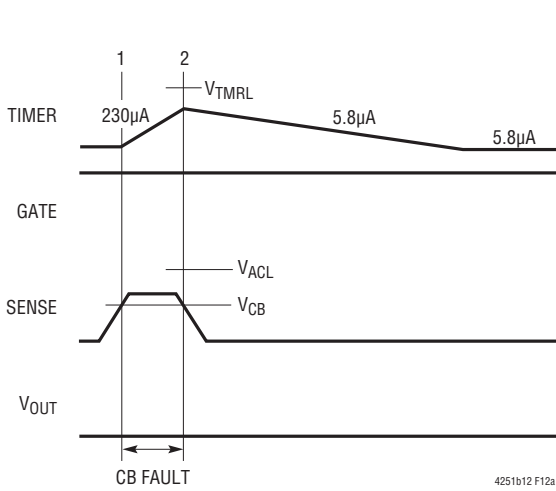 1 2
VTMRL
TIMER 230µA 5.8µA 5.8µA
GATE
VACL
SENSE VCB
VOUT
CB FAULT
4251b12 F12a